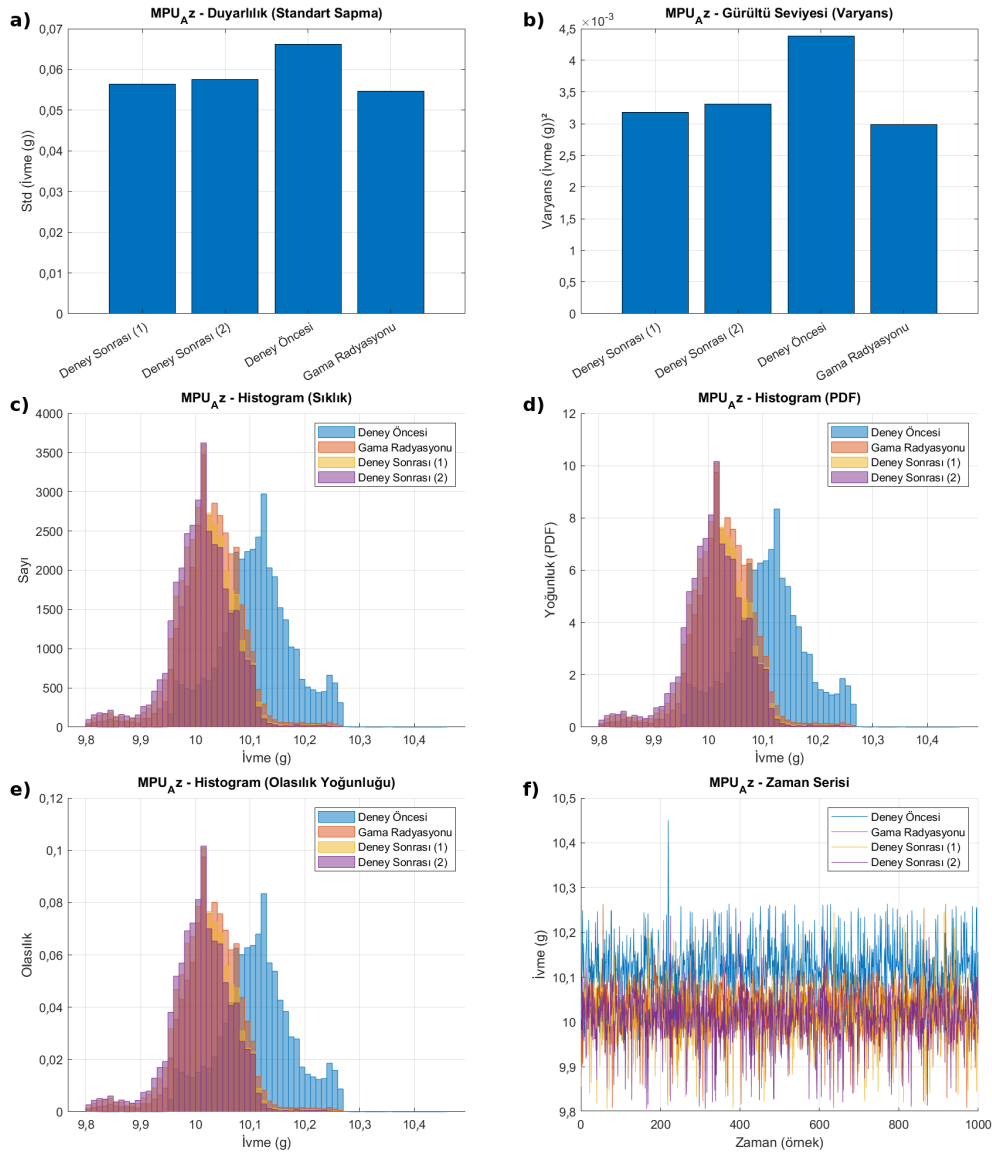 a)
MPU_Az - Duyarlılık (Standart Sapma)
0,07
0,06
0,05
0,04
0,03
0,02
0,01
0
Std (İvme (g))
Deney Sonrası (1)
Deney Sonrası (2)
Deney Öncesi
Gama Radyasyonu
b)
MPU_Az - Gürültü Seviyesi (Varyans)
×10⁻³
4,5
4
3,5
3
2,5
2
1,5
1
0,5
0
Varyans (İvme (g))²
Deney Sonrası (1)
Deney Sonrası (2)
Deney Öncesi
Gama Radyasyonu
c)
MPU_Az - Histogram (Sıklık)
4000
3500
3000
2500
2000
1500
1000
500
0
Sayı
Deney Öncesi
Gama Radyasyonu
Deney Sonrası (1)
Deney Sonrası (2)
9,8
9,9
10
10,1
10,2
10,3
10,4
İvme (g)
d)
MPU_Az - Histogram (PDF)
12
10
8
6
4
2
0
Yoğunluk (PDF)
Deney Öncesi
Gama Radyasyonu
Deney Sonrası (1)
Deney Sonrası (2)
9,8
9,9
10
10,1
10,2
10,3
10,4
İvme (g)
e)
MPU_Az - Histogram (Olasılık Yoğunluğu)
0,12
0,1
0,08
0,06
0,04
0,02
0
Olasılık
Deney Öncesi
Gama Radyasyonu
Deney Sonrası (1)
Deney Sonrası (2)
9,8
9,9
10
10,1
10,2
10,3
10,4
İvme (g)
f)
MPU_Az - Zaman Serisi
10,5
10,4
10,3
10,2
10,1
10
9,9
9,8
İvme (g)
Deney Öncesi
Gama Radyasyonu
Deney Sonrası (1)
Deney Sonrası (2)
0
200
400
600
800
1000
Zaman (örnek)